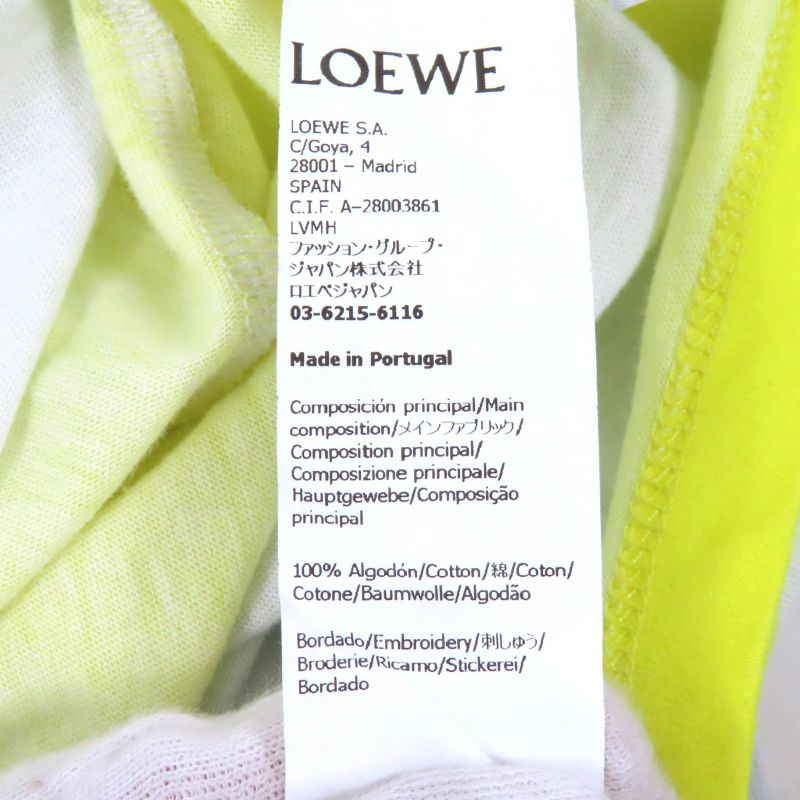 LOEWE
LOEWE S.A.
C/Goya, 4
28001 – Madrid
SPAIN
C.I.F. A-28003861
LVMH
ファッション・グループ・
ジャパン株式会社
ロエベジャパン
03-6215-6116
Made in Portugal
Composición principal/Main
composition/メインファブリック/
Composition principal/
Composizione principale/
Hauptgewebe/Composição
principal
100% Algodón/Cotton/綿/Coton/
Cotone/Baumwolle/Algodão
Bordado/Embroidery/刺しゅう/
Broderie/Ricamo/Stickerei/
Bordado